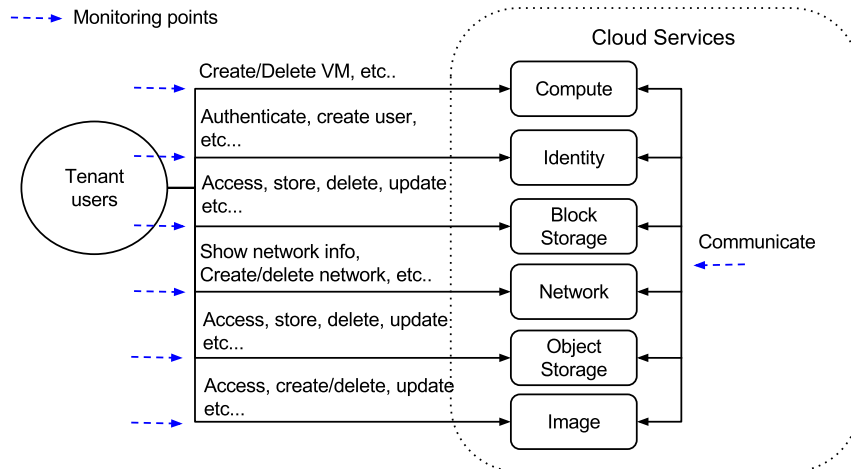 Monitoring points
Cloud Services
Create/Delete VM, etc..
Compute
Authenticate, create user,
etc...
Identity
Tenant
users
Access, store, delete, update
etc...
Block
Storage
Communicate
Show network info,
Create/delete network, etc..
Network
Access, store, delete, update
etc...
Object
Storage
Access, create/delete, update
etc...
Image